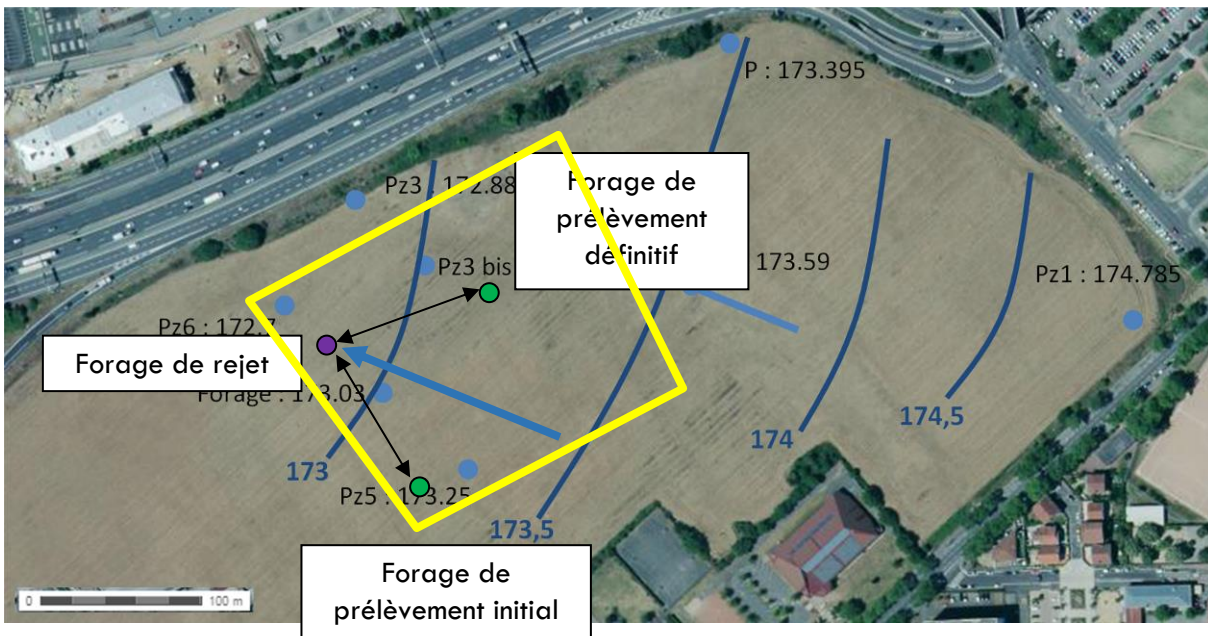 P : 173.395
Pz3 : 172.88
Forage de
prélèvement
définitif
Pz3 bis
173.59
Pz1 : 174.785
Pz6 : 172.7
Forage de rejet
Forage : 173.03
173
174
174,5
Pz5 : 173.25
173,5
Forage de
prélèvement initial
0 100 m